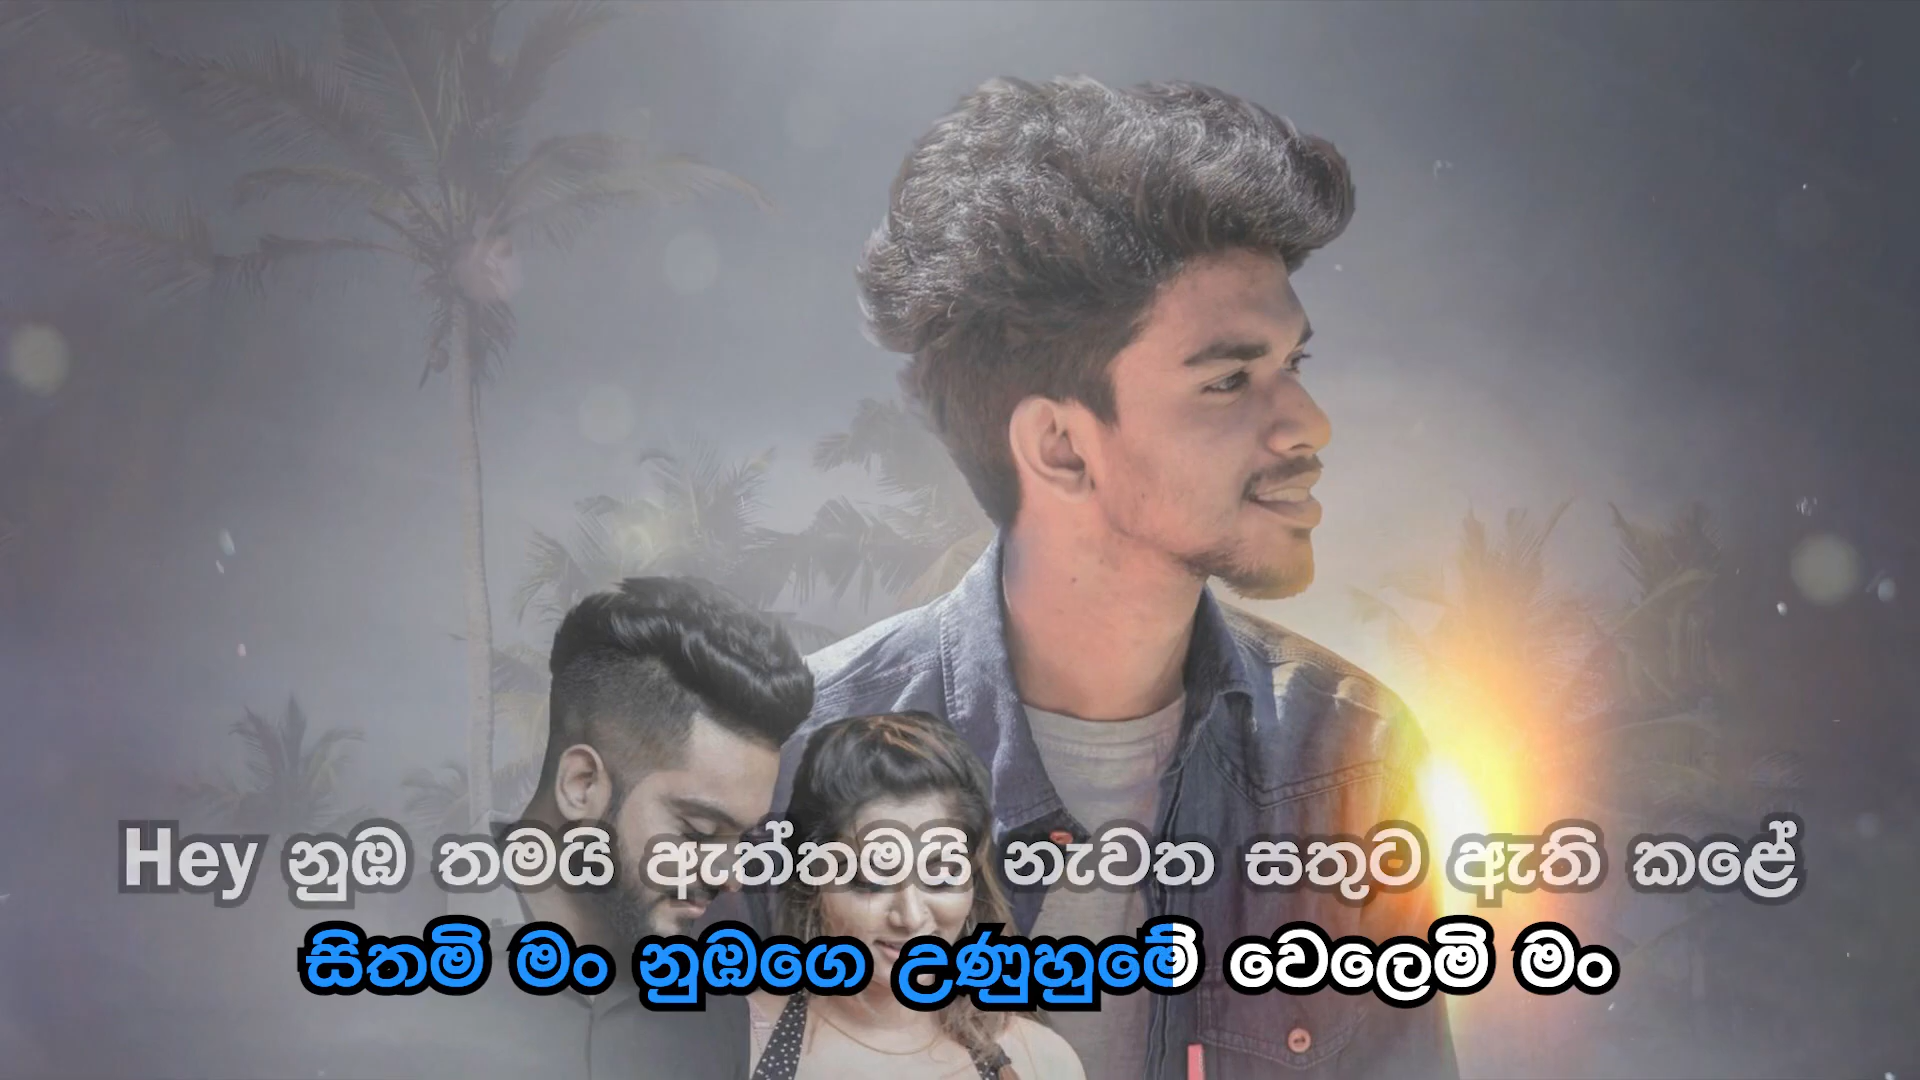 Hey නුඹ තමයි ඇත්තමයි නැවත සතුට ඇති කළේ
සිතමි මං නුඹගෙ උණුහුමේ වෙලෙමි මං